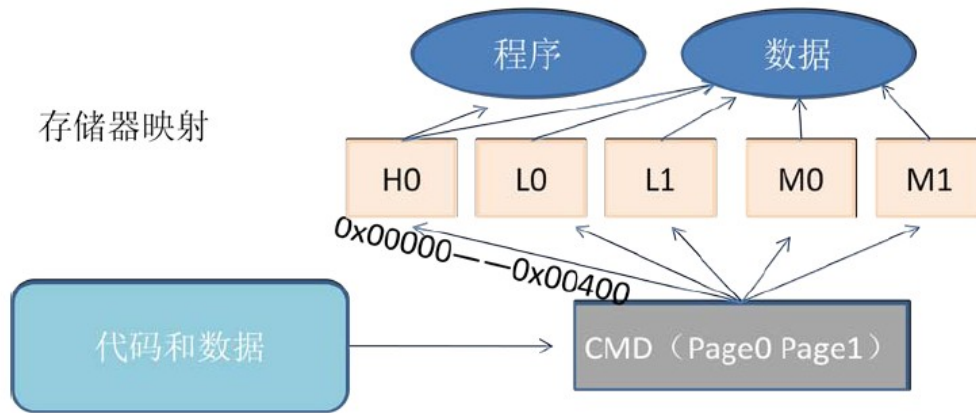 程序
数据
存储器映射
H0
L0
L1
M0
M1
0x00000——0x00400
代码和数据
CMD（Page0 Page1）